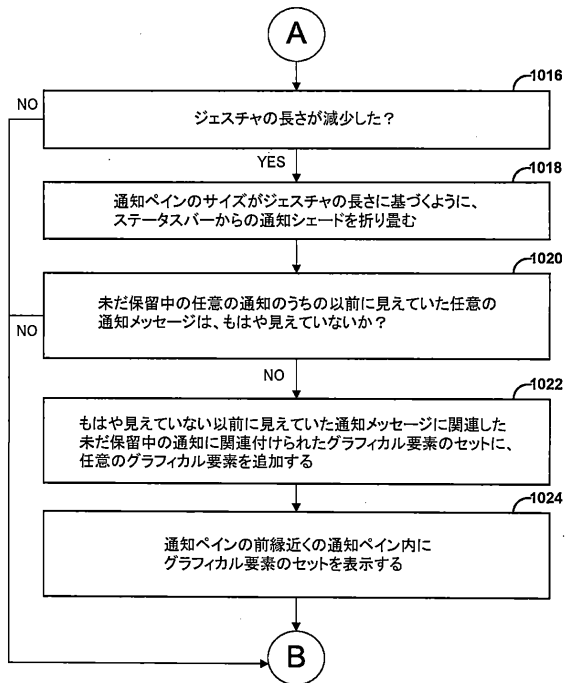 A
1016
NO
ジェスチャの長さが減少した?
YES
1018
通知ペインのサイズがジェスチャの長さに基づくように、
ステータスバーからの通知シェードを折り畳む
1020
未だ保留中の任意の通知のうちの以前に見えていた任意の
通知メッセージは、もはや見えていないか?
NO
NO
1022
もはや見えていない以前に見えていた通知メッセージに関連した
未だ保留中の通知に関連付けられたグラフィカル要素のセットに、
任意のグラフィカル要素を追加する
1024
通知ペインの前縁近くの通知ペイン内に
グラフィカル要素のセットを表示する
B